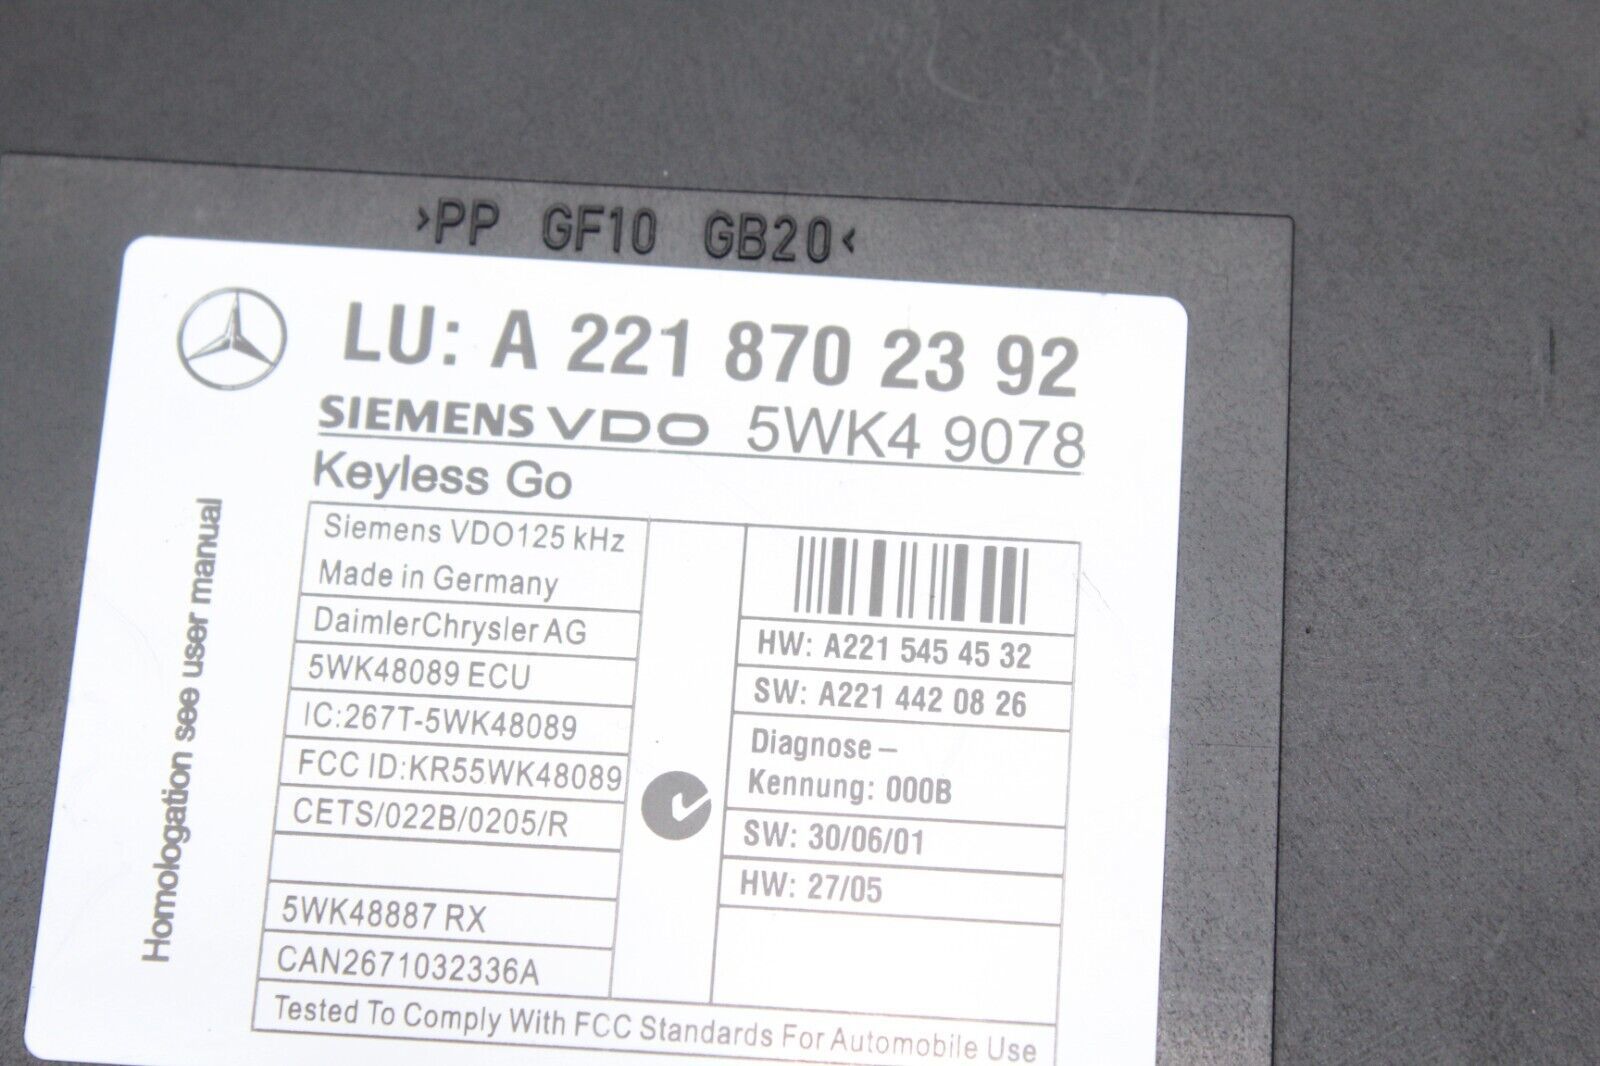 >PP GF10 GB20<
LU: A 221 870 23 92
SIEMENS VDO 5WK4 9078
Keyless Go
Homologation see user manual
Siemens VDO125 kHz
Made in Germany
DaimlerChrysler AG
5WK48089 ECU
IC:267T-5WK48089
FCC ID:KR55WK48089
CETS/022B/0205/R
5WK48887 RX
CAN2671032336A
HW: A221 545 45 32
SW: A221 442 08 26
Diagnose –
Kennung: 000B
SW: 30/06/01
HW: 27/05
Tested To Comply With FCC Standards For Automobile Use